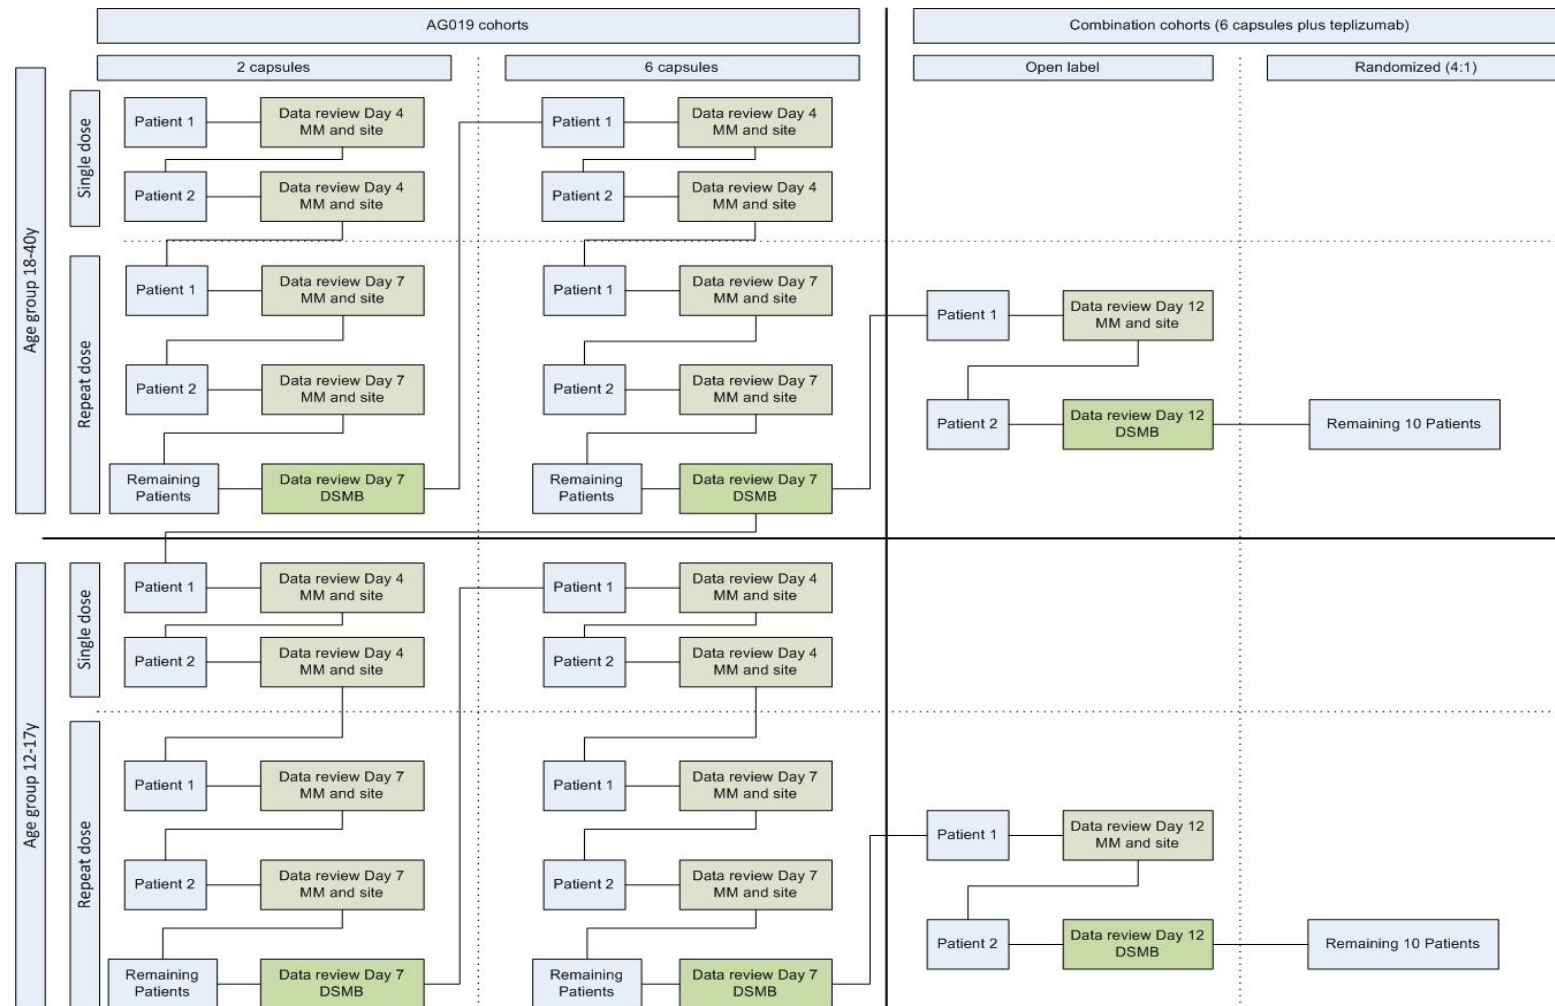 AG019 cohorts
Combination cohorts (6 capsules plus teplizumab)
2 capsules
6 capsules
Open label
Randomized (4:1)
Age group 18-40y
Single dose
Patient 1
Data review Day 4
MM and site
Patient 1
Data review Day 4
MM and site
Patient 2
Data review Day 4
MM and site
Patient 2
Data review Day 4
MM and site
Repeat dose
Patient 1
Data review Day 7
MM and site
Patient 1
Data review Day 7
MM and site
Patient 1
Data review Day 12
MM and site
Patient 2
Data review Day 7
MM and site
Patient 2
Data review Day 7
MM and site
Patient 2
Data review Day 12
DSMB
Remaining 10 Patients
Remaining
Patients
Data review Day 7
DSMB
Remaining
Patients
Data review Day 7
DSMB
Age group 12-17y
Single dose
Patient 1
Data review Day 4
MM and site
Patient 1
Data review Day 4
MM and site
Patient 2
Data review Day 4
MM and site
Patient 2
Data review Day 4
MM and site
Repeat dose
Patient 1
Data review Day 7
MM and site
Patient 1
Data review Day 7
MM and site
Patient 1
Data review Day 12
MM and site
Patient 2
Data review Day 7
MM and site
Patient 2
Data review Day 7
MM and site
Patient 2
Data review Day 12
DSMB
Remaining 10 Patients
Remaining
Patients
Data review Day 7
DSMB
Remaining
Patients
Data review Day 7
DSMB